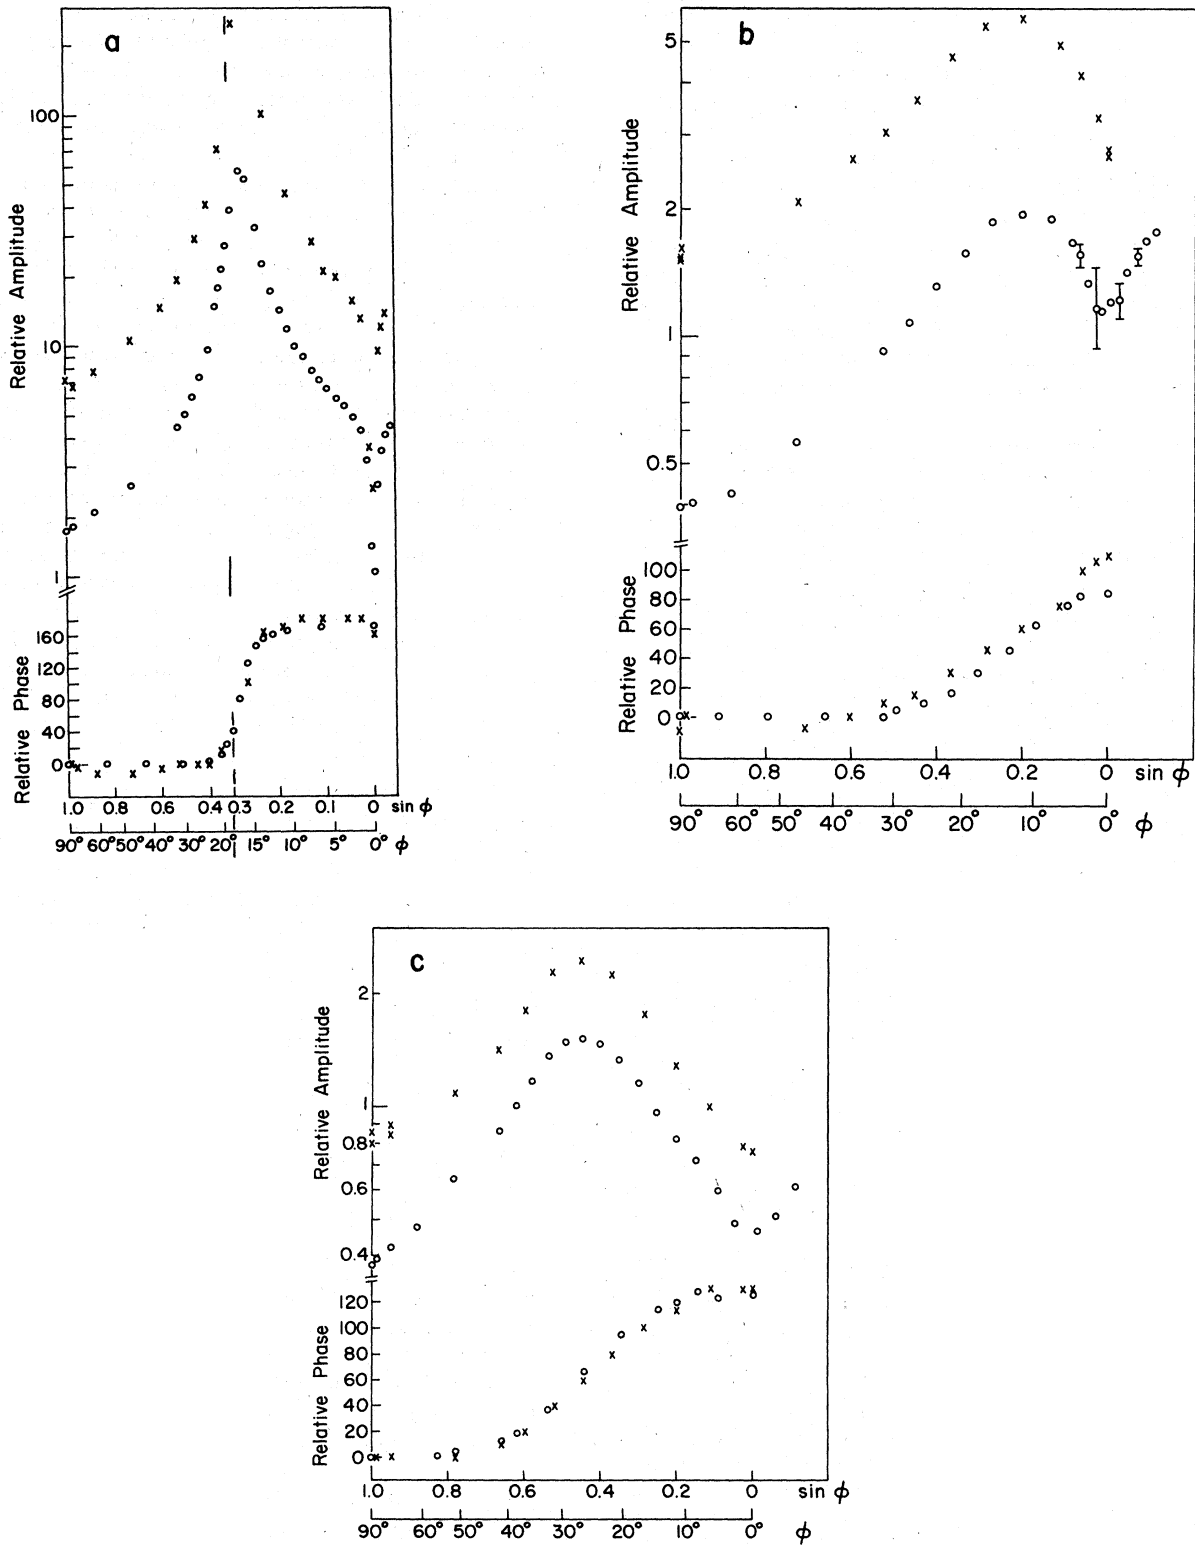 a
Relative Amplitude
100
10
1
Relative Phase
160
120
80
40
0
1.0 0.8 0.6 0.4 0.3 0.2 0.1 0 sin ϕ
90° 60° 50° 40° 30° 20° 15° 10° 5° 0° ϕ
b
Relative Amplitude
5
2
1
0.5
Relative Phase
100
80
60
40
20
0
1.0 0.8 0.6 0.4 0.2 0 sin ϕ
90° 60° 50° 40° 30° 20° 10° 0° ϕ
c
Relative Amplitude
Relative Amplitude
2
1
0.8
0.6
0.4
Relative Phase
120
100
80
60
40
20
0
1.0 0.8 0.6 0.4 0.2 0 sin ϕ
90° 60° 50° 40° 30° 20° 10° 0° ϕ